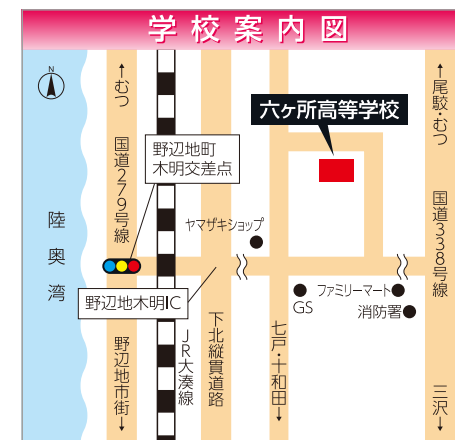 学校案内図
N
←むつ
国道279号線
野辺地市街→
陸奥湾
野辺地町
木明交差点
野辺地木明IC
JR大湊線
下北縦貫道路
ヤマザキショップ
七戸・十和田→
六ヶ所高等学校
GS
ファミリーマート
消防署
←尾駮・むつ
国道338号線
三沢→